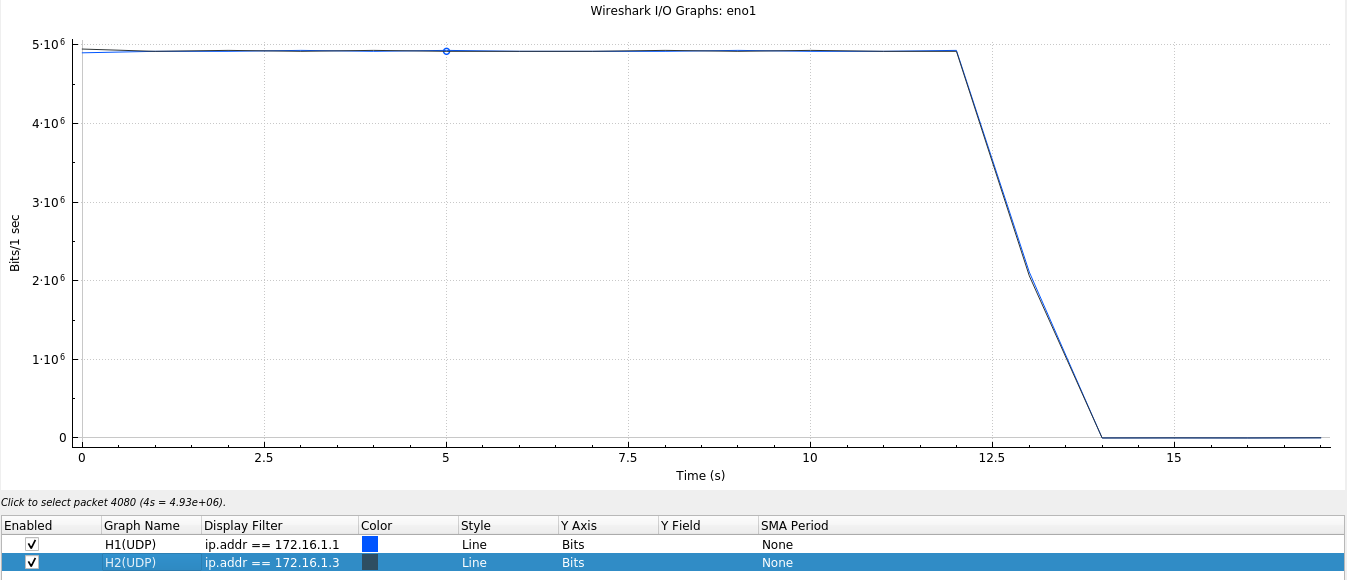 Wireshark I/O Graphs: eno1
5·10⁶
4·10⁶
3·10⁶
2·10⁶
1·10⁶
0
Bits/1 sec
0 2.5 5 7.5 10 12.5 15
Time (s)
Click to select packet 4080 (4s = 4.93e+06).
Enabled Graph Name Display Filter Color Style Y Axis Y Field SMA Period
H1(UDP) ip.addr == 172.16.1.1 Line Bits None
H2(UDP) ip.addr == 172.16.1.3 Line Bits None